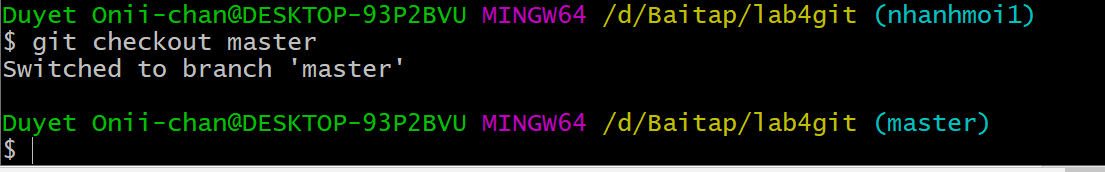 Duyet Onii-chan@DESKTOP-93P2BVU MINGW64 /d/Baitap/lab4git (nhanhmoi1)
$ git checkout master
Switched to branch 'master'
Duyet Onii-chan@DESKTOP-93P2BVU MINGW64 /d/Baitap/lab4git (master)
$